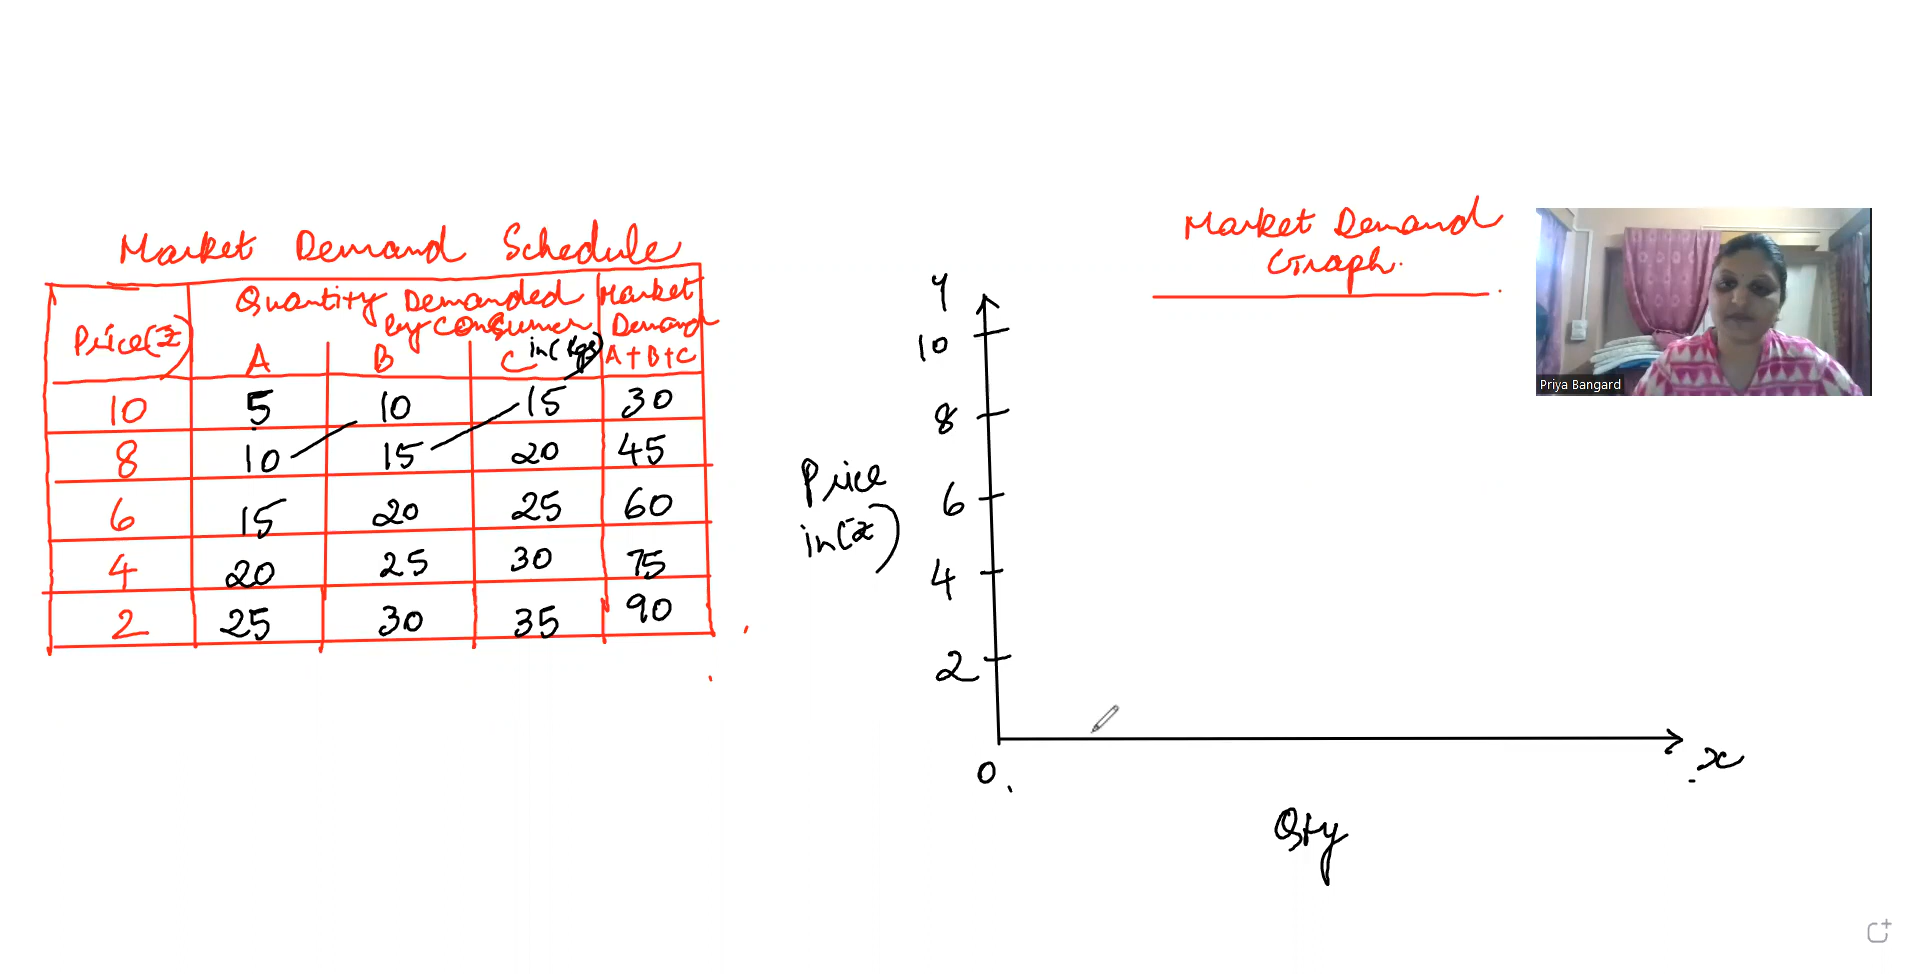 Market Demand Schedule
Price(₹) Quantity Demanded by Consumer in(kgs) Market Demand
A B C A+B+C
10 5 10 15 30
8 10 15 20 45
6 15 20 25 60
4 20 25 30 75
2 25 30 35 90
Market Demand
Graph.
Y
10
8
6
4
2
Price
in(₹)
0
x
Qty
Priya Bangard